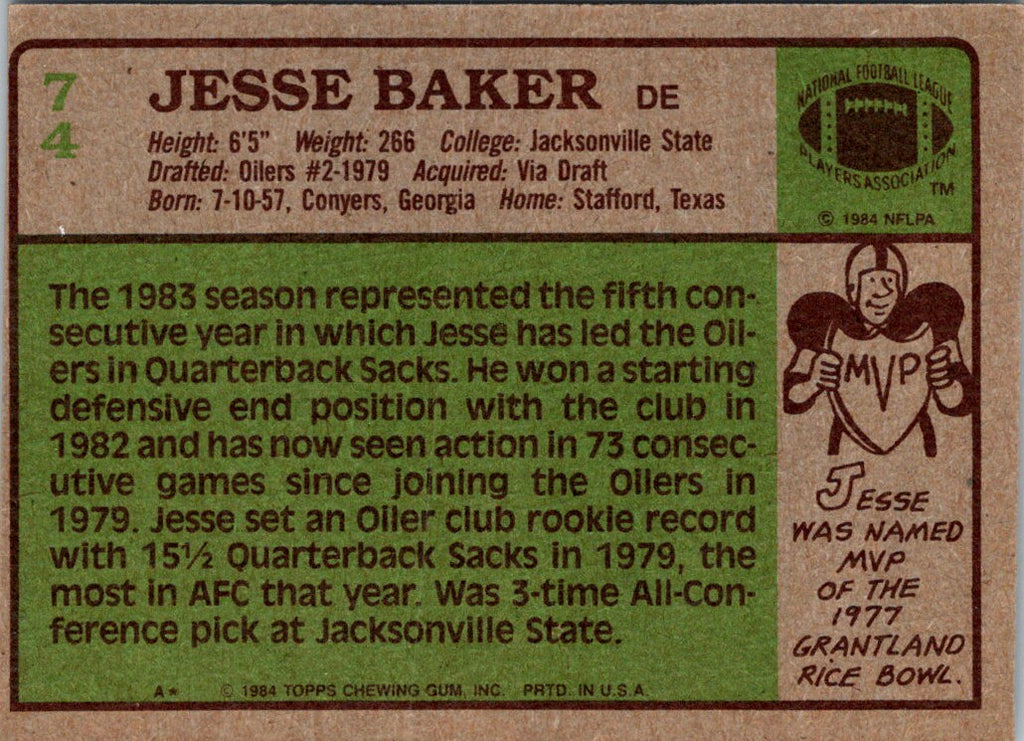 74
JESSE BAKER DE
Height: 6'5" Weight: 266 College: Jacksonville State
Drafted: Oilers #2-1979 Acquired: Via Draft
Born: 7-10-57, Conyers, Georgia Home: Stafford, Texas
NATIONAL FOOTBALL LEAGUE
PLAYERS ASSOCIATION
TM
© 1984 NFLPA
The 1983 season represented the fifth con-
secutive year in which Jesse has led the Oil-
ers in Quarterback Sacks. He won a starting
defensive end position with the club in
1982 and has now seen action in 73 consec-
utive games since joining the Oilers in
1979. Jesse set an Oiler club rookie record
with 15½ Quarterback Sacks in 1979, the
most in AFC that year. Was 3-time All-Con-
ference pick at Jacksonville State.
A* © 1984 TOPPS CHEWING GUM, INC. PRTD. IN U.S.A.
MVP
JESSE
WAS NAMED
MVP
OF THE
1977
GRANTLAND
RICE BOWL.